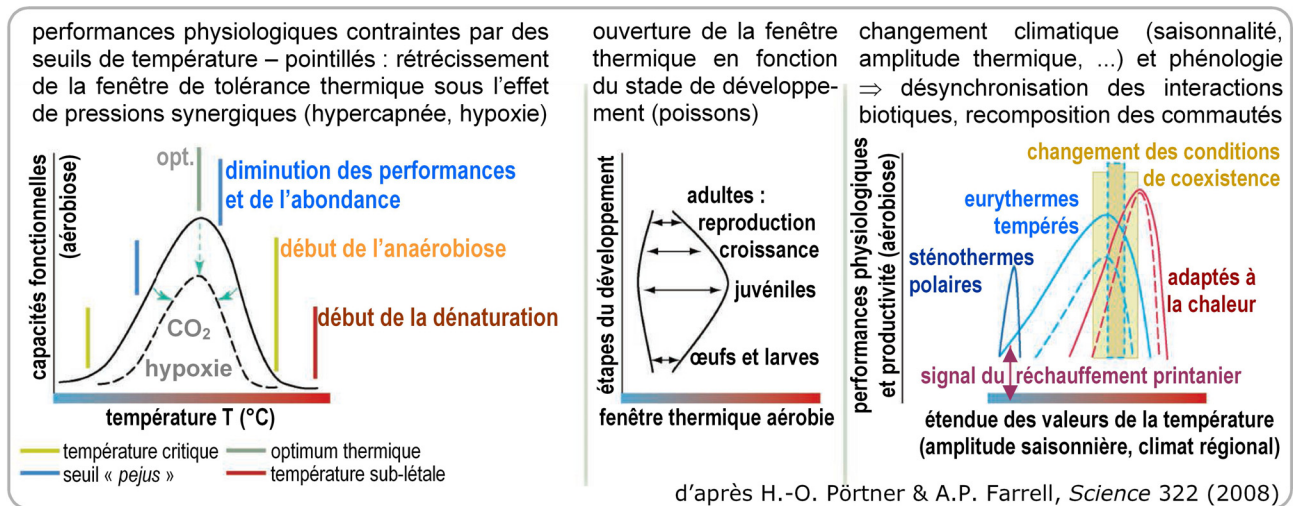 performances physiologiques contraintes par des
seuils de température – pointillés : rétrécissement
de la fenêtre de tolérance thermique sous l'effet
de pressions synergiques (hypercapnée, hypoxie)
capacités fonctionnelles
(aérobiose)
opt.
diminution des performances
et de l'abondance
début de l'anaérobiose
CO₂
hypoxie
début de la dénaturation
température T (°C)
température critique
optimum thermique
seuil « pejus »
température sub-létale
ouverture de la fenêtre
thermique en fonction
du stade de développe-
ment (poissons)
étapes du développement
adultes :
reproduction
croissance
juvéniles
œufs et larves
fenêtre thermique aérobie
changement climatique (saisonnalité,
amplitude thermique, ...) et phénologie
⇒ désynchronisation des interactions
biotiques, recomposition des commautés
performances physiologiques
et productivité (aérobiose)
changement des conditions
de coexistence
eurythermes
tempérés
sténothermes
polaires
adaptés à
la chaleur
signal du réchauffement printanier
étendue des valeurs de la température
(amplitude saisonnière, climat régional)
d'après H.-O. Pörtner & A.P. Farrell, Science 322 (2008)